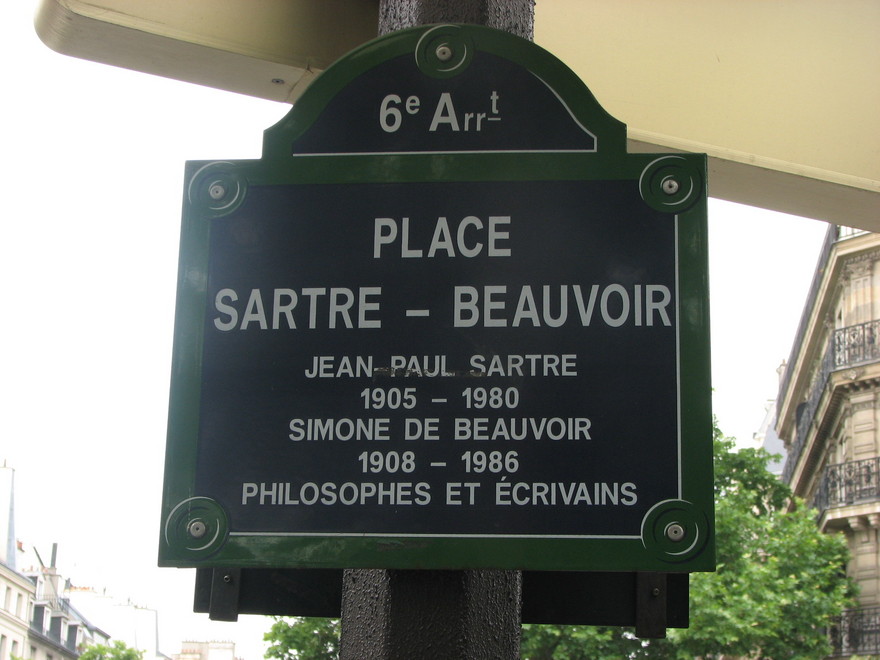 6e Arrt
PLACE
SARTRE – BEAUVOIR
JEAN-PAUL SARTRE
1905 – 1980
SIMONE DE BEAUVOIR
1908 – 1986
PHILOSOPHES ET ÉCRIVAINS